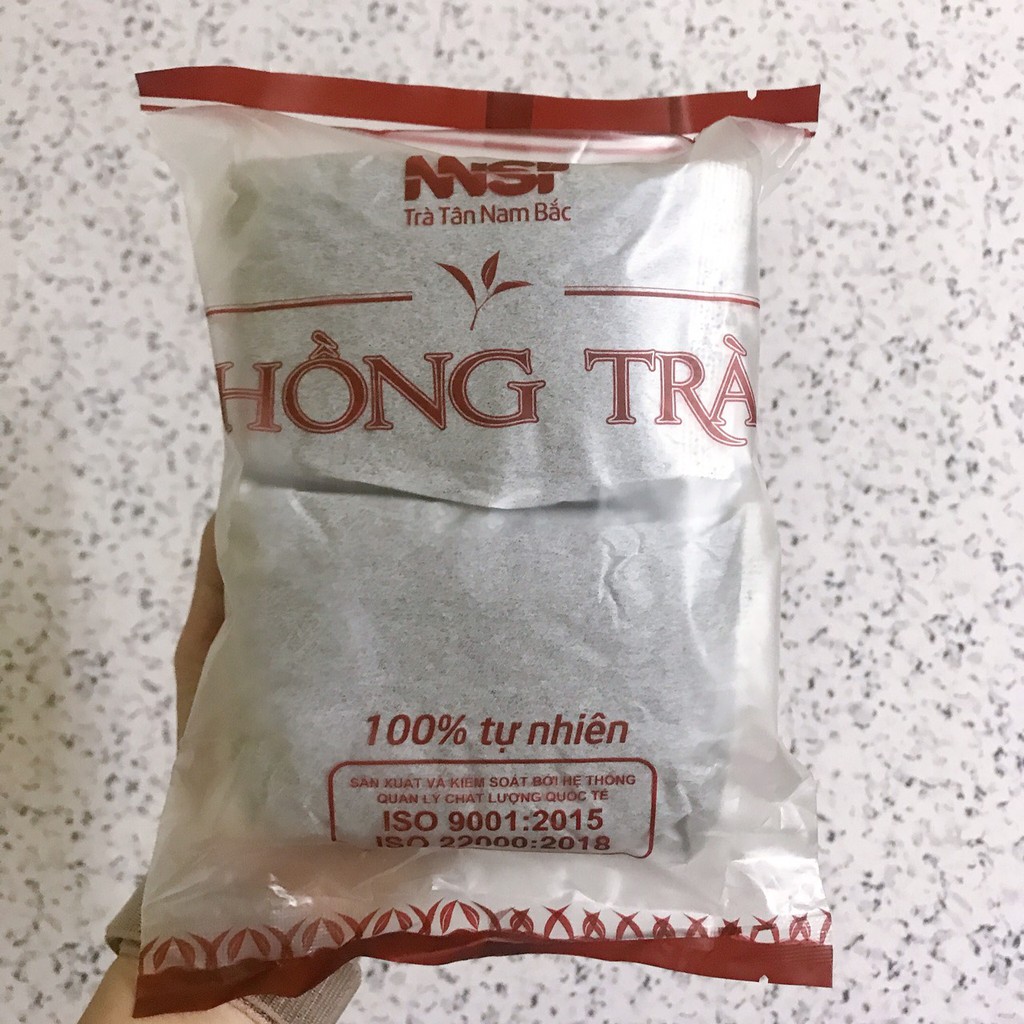 Trà Tân Nam Bắc
HỒNG TRÀ
100% tự nhiên
SẢN XUẤT VÀ KIỂM SOÁT BỞI HỆ THỐNG
QUẢN LÝ CHẤT LƯỢNG QUỐC TẾ
ISO 9001:2015
ISO 22000:2018